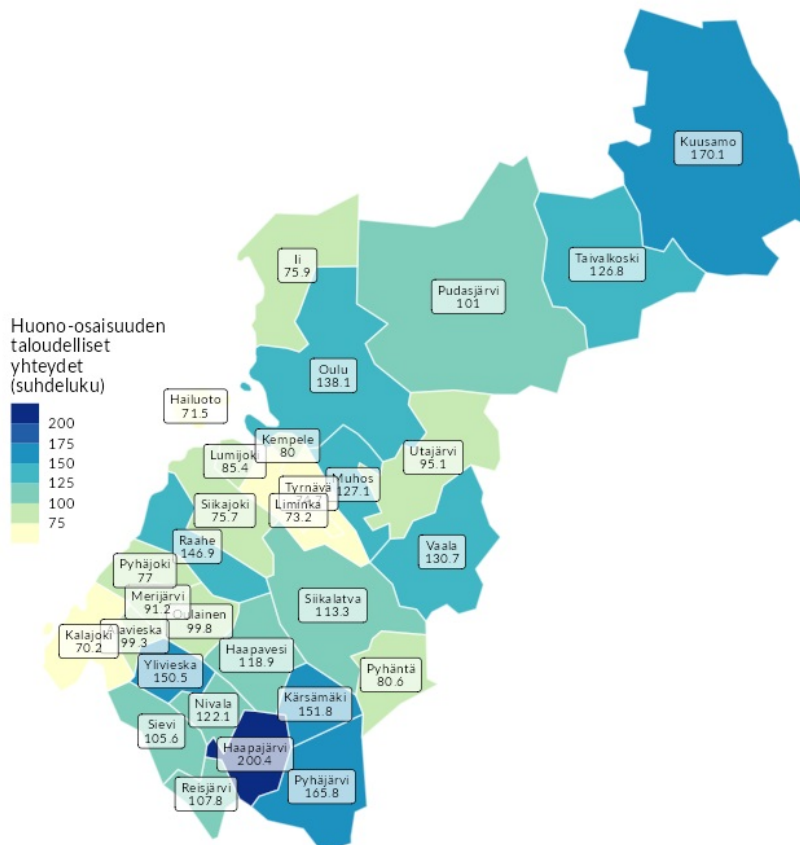 Kuusamo
170.1
Taivalkoski
126.8
Ii
75.9
Pudasjärvi
101
Huono-osaisuuden
taloudelliset
yhteydet
(suhdeluku)
200
175
150
125
100
75
Oulu
138.1
Hailuoto
71.5
Kempele
80
Lumijoki
85.4
Utajärvi
95.1
Muhos
127.1
Tyrnävä
Liminka
73.2
Siikajoki
75.7
Raahe
146.9
Vaala
130.7
Pyhäjoki
77
Merijärvi
91.2
Siikalatva
113.3
Oulainen
99.8
Alavieska
99.3
Kalajoki
70.2
Haapavesi
118.9
Ylivieska
150.5
Pyhäntä
80.6
Kärsämäki
151.8
Nivala
122.1
Sievi
105.6
Haapajärvi
200.4
Reisjärvi
107.8
Pyhäjärvi
165.8